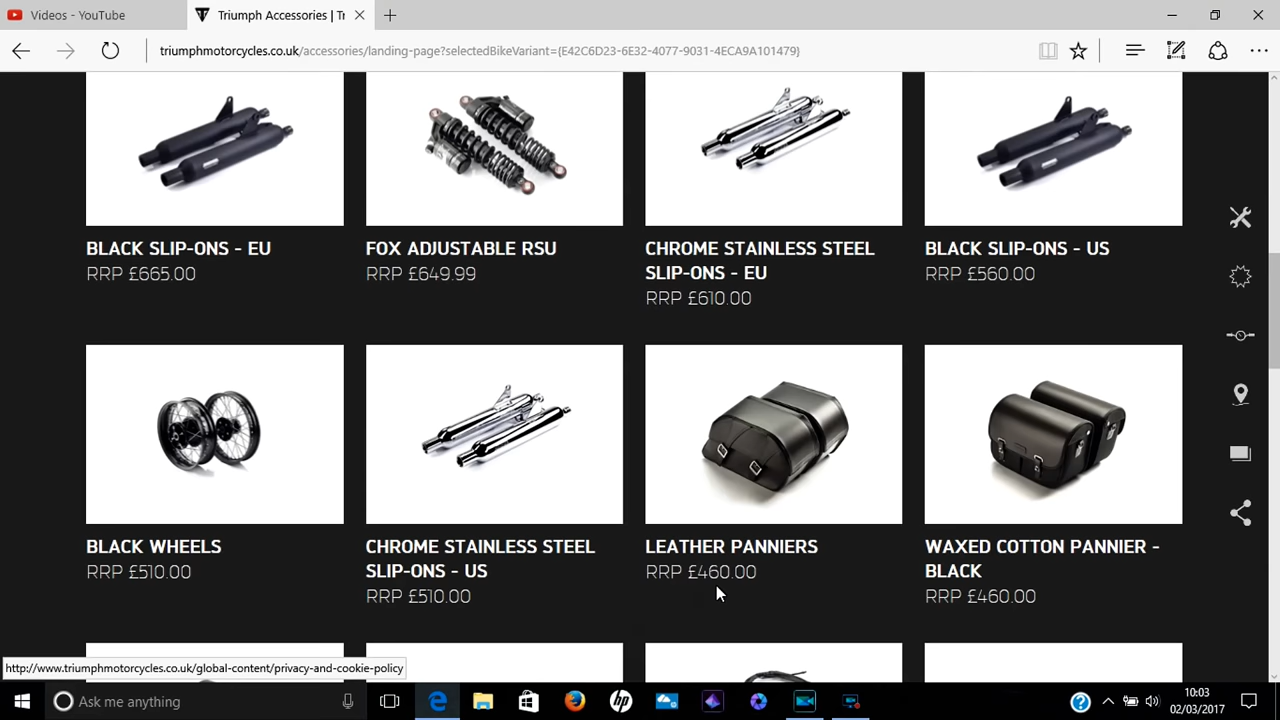 Videos - YouTube
Triumph Accessories | Tr
triumphmotorcycles.co.uk/accessories/landing-page?selectedBikeVariant={E42C6D23-6E32-4077-9031-4ECA9A101479}
BLACK SLIP-ONS - EU
RRP £665.00
FOX ADJUSTABLE RSU
RRP £649.99
CHROME STAINLESS STEEL
SLIP-ONS - EU
RRP £610.00
BLACK SLIP-ONS - US
RRP £560.00
BLACK WHEELS
RRP £510.00
CHROME STAINLESS STEEL
SLIP-ONS - US
RRP £510.00
LEATHER PANNIERS
RRP £460.00
WAXED COTTON PANNIER -
BLACK
RRP £460.00
http://www.triumphmotorcycles.co.uk/global-content/privacy-and-cookie-policy
Ask me anything
hp
10:03
02/03/2017